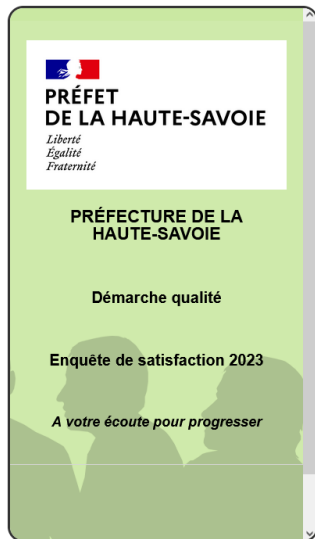 PRÉFET
DE LA HAUTE-SAVOIE
Liberté
Égalité
Fraternité
PRÉFECTURE DE LA
HAUTE-SAVOIE
Démarche qualité
Enquête de satisfaction 2023
A votre écoute pour progresser